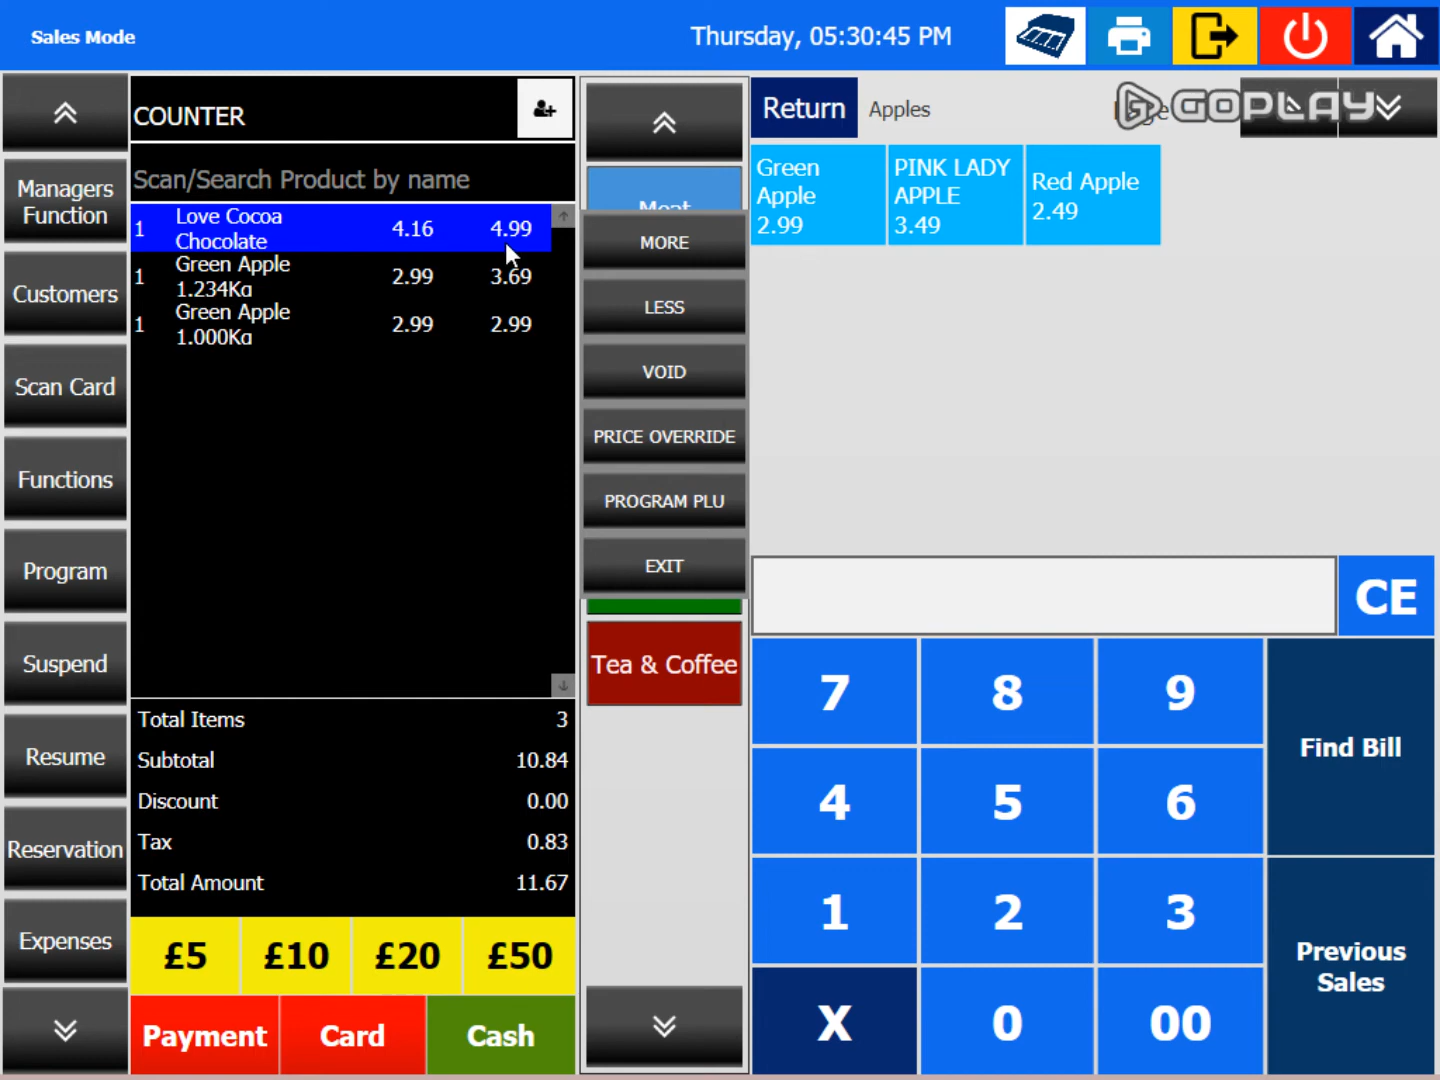 Sales Mode
Thursday, 05:30:45 PM
Managers
Function
Customers
Scan Card
Functions
Program
Suspend
Resume
Reservation
Expenses
COUNTER
Scan/Search Product by name
1 Love Cocoa 4.16 4.99
Chocolate
1 Green Apple 2.99 3.69
1.234Kg
1 Green Apple 2.99 2.99
1.000Kg
Total Items 3
Subtotal 10.84
Discount 0.00
Tax 0.83
Total Amount 11.67
£5 £10 £20 £50
Payment Card Cash
Meat
MORE
LESS
VOID
PRICE OVERRIDE
PROGRAM PLU
EXIT
Tea & Coffee
Return Apples
GOPLAY
Green
Apple
2.99
PINK LADY
APPLE
3.49
Red Apple
2.49
CE
7 8 9
4 5 6
1 2 3
X 0 00
Find Bill
Previous
Sales